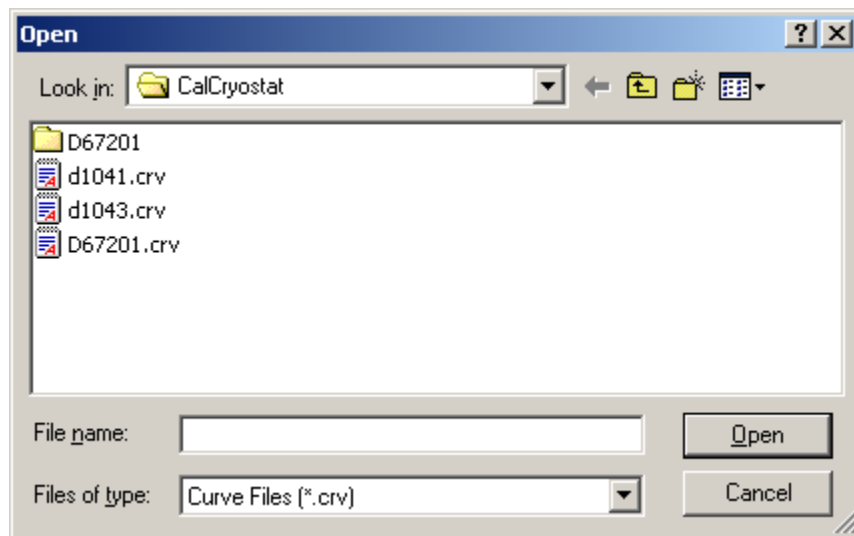 Open
Look in: CalCryostat
D67201
d1041.crv
d1043.crv
D67201.crv
File name: Open
Files of type: Curve Files (*.crv) Cancel